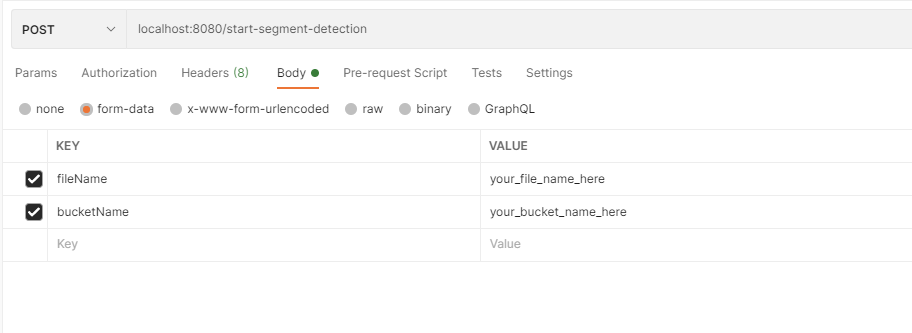 POST localhost:8080/start-segment-detection
Params Authorization Headers (8) Body Pre-request Script Tests Settings
none form-data x-www-form-urlencoded raw binary GraphQL
KEY VALUE
fileName your_file_name_here
bucketName your_bucket_name_here
Key Value